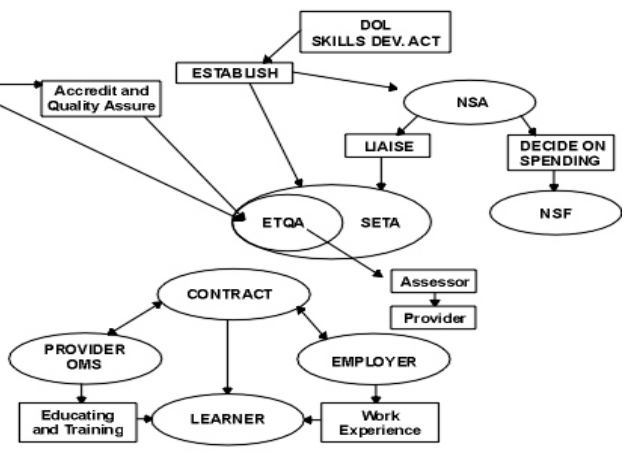 DOL
SKILLS DEV. ACT
ESTABLISH
Accredit and
Quality Assure
NSA
LIAISE
DECIDE ON
SPENDING
ETQA
SETA
NSF
Assessor
CONTRACT
Provider
PROVIDER
OMS
EMPLOYER
Educating
and Training
LEARNER
Work
Experience